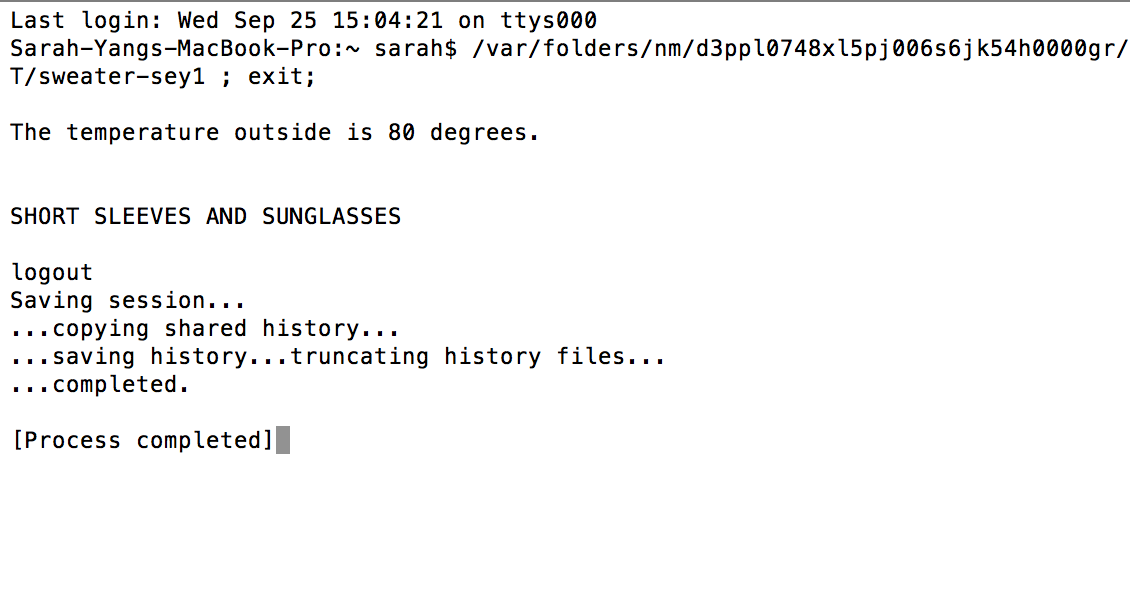 Last login: Wed Sep 25 15:04:21 on ttys000
Sarah-Yangs-MacBook-Pro:~ sarah$ /var/folders/nm/d3ppl0748xl5pj006s6jk54h0000gr/
T/sweater-sey1 ; exit;
The temperature outside is 80 degrees.
SHORT SLEEVES AND SUNGLASSES
logout
Saving session...
...copying shared history...
...saving history...truncating history files...
...completed.
[Process completed]